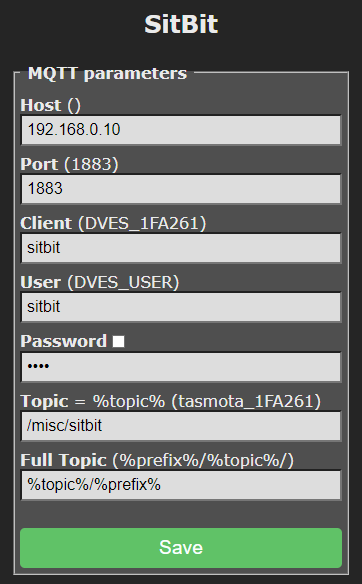 SitBit
MQTT parameters
Host ()
192.168.0.10
Port (1883)
1883
Client (DVES_1FA261)
sitbit
User (DVES_USER)
sitbit
Password
••••
Topic = %topic% (tasmota_1FA261)
/misc/sitbit
Full Topic (%prefix%/%topic%/)
%topic%/%prefix%
Save